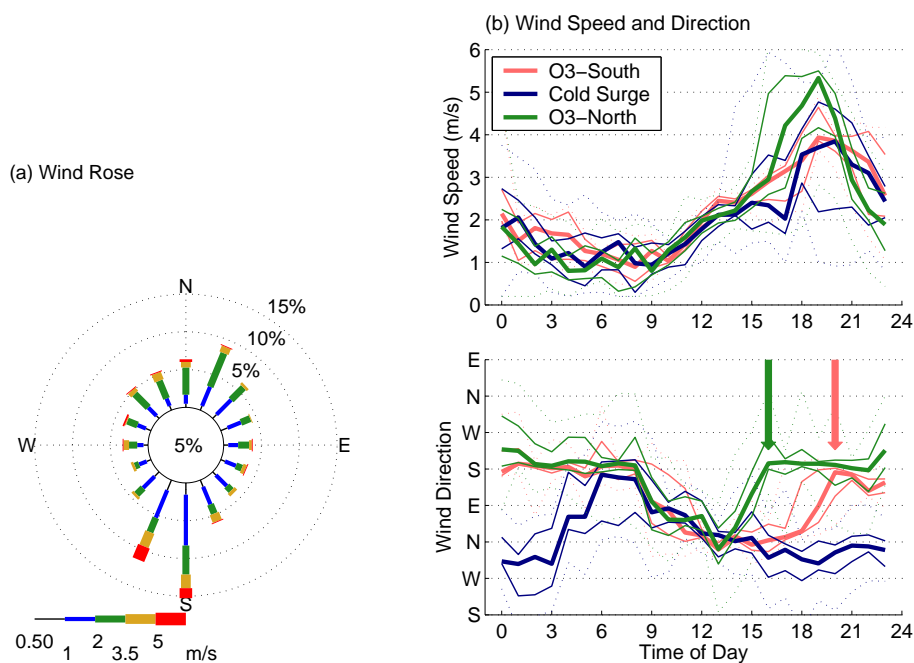 (a) Wind Rose
N
15%
10%
5%
W
5%
E
S
0.50
1
2
3.5
5
m/s
(b) Wind Speed and Direction
6
5
4
3
2
1
0
Wind Speed (m/s)
O3−South
Cold Surge
O3−North
0 3 6 9 12 15 18 21 24
E
N
W
S
E
N
W
S
Wind Direction
0 3 6 9 12 15 18 21 24
Time of Day